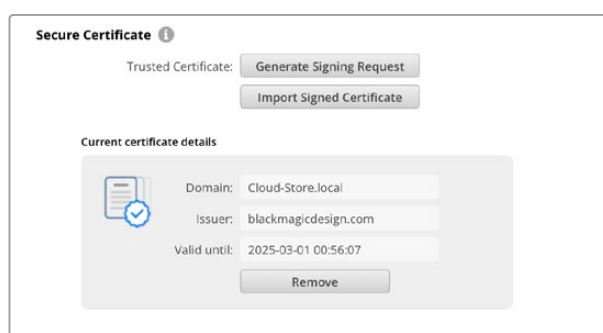 Secure Certificate i
Trusted Certificate: Generate Signing Request
Import Signed Certificate
Current certificate details
Domain: Cloud-Store.local
Issuer: blackmagicdesign.com
Valid until: 2025-03-01 00:56:07
Remove